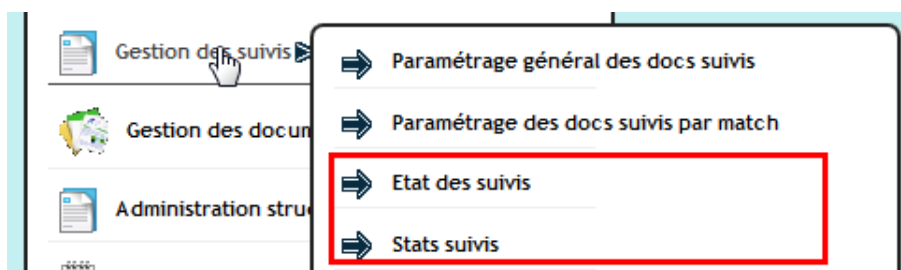 Gestion des suivis
Paramétrage général des docs suivis
Gestion des docum
Paramétrage des docs suivis par match
Etat des suivis
Administration stru
Stats suivis